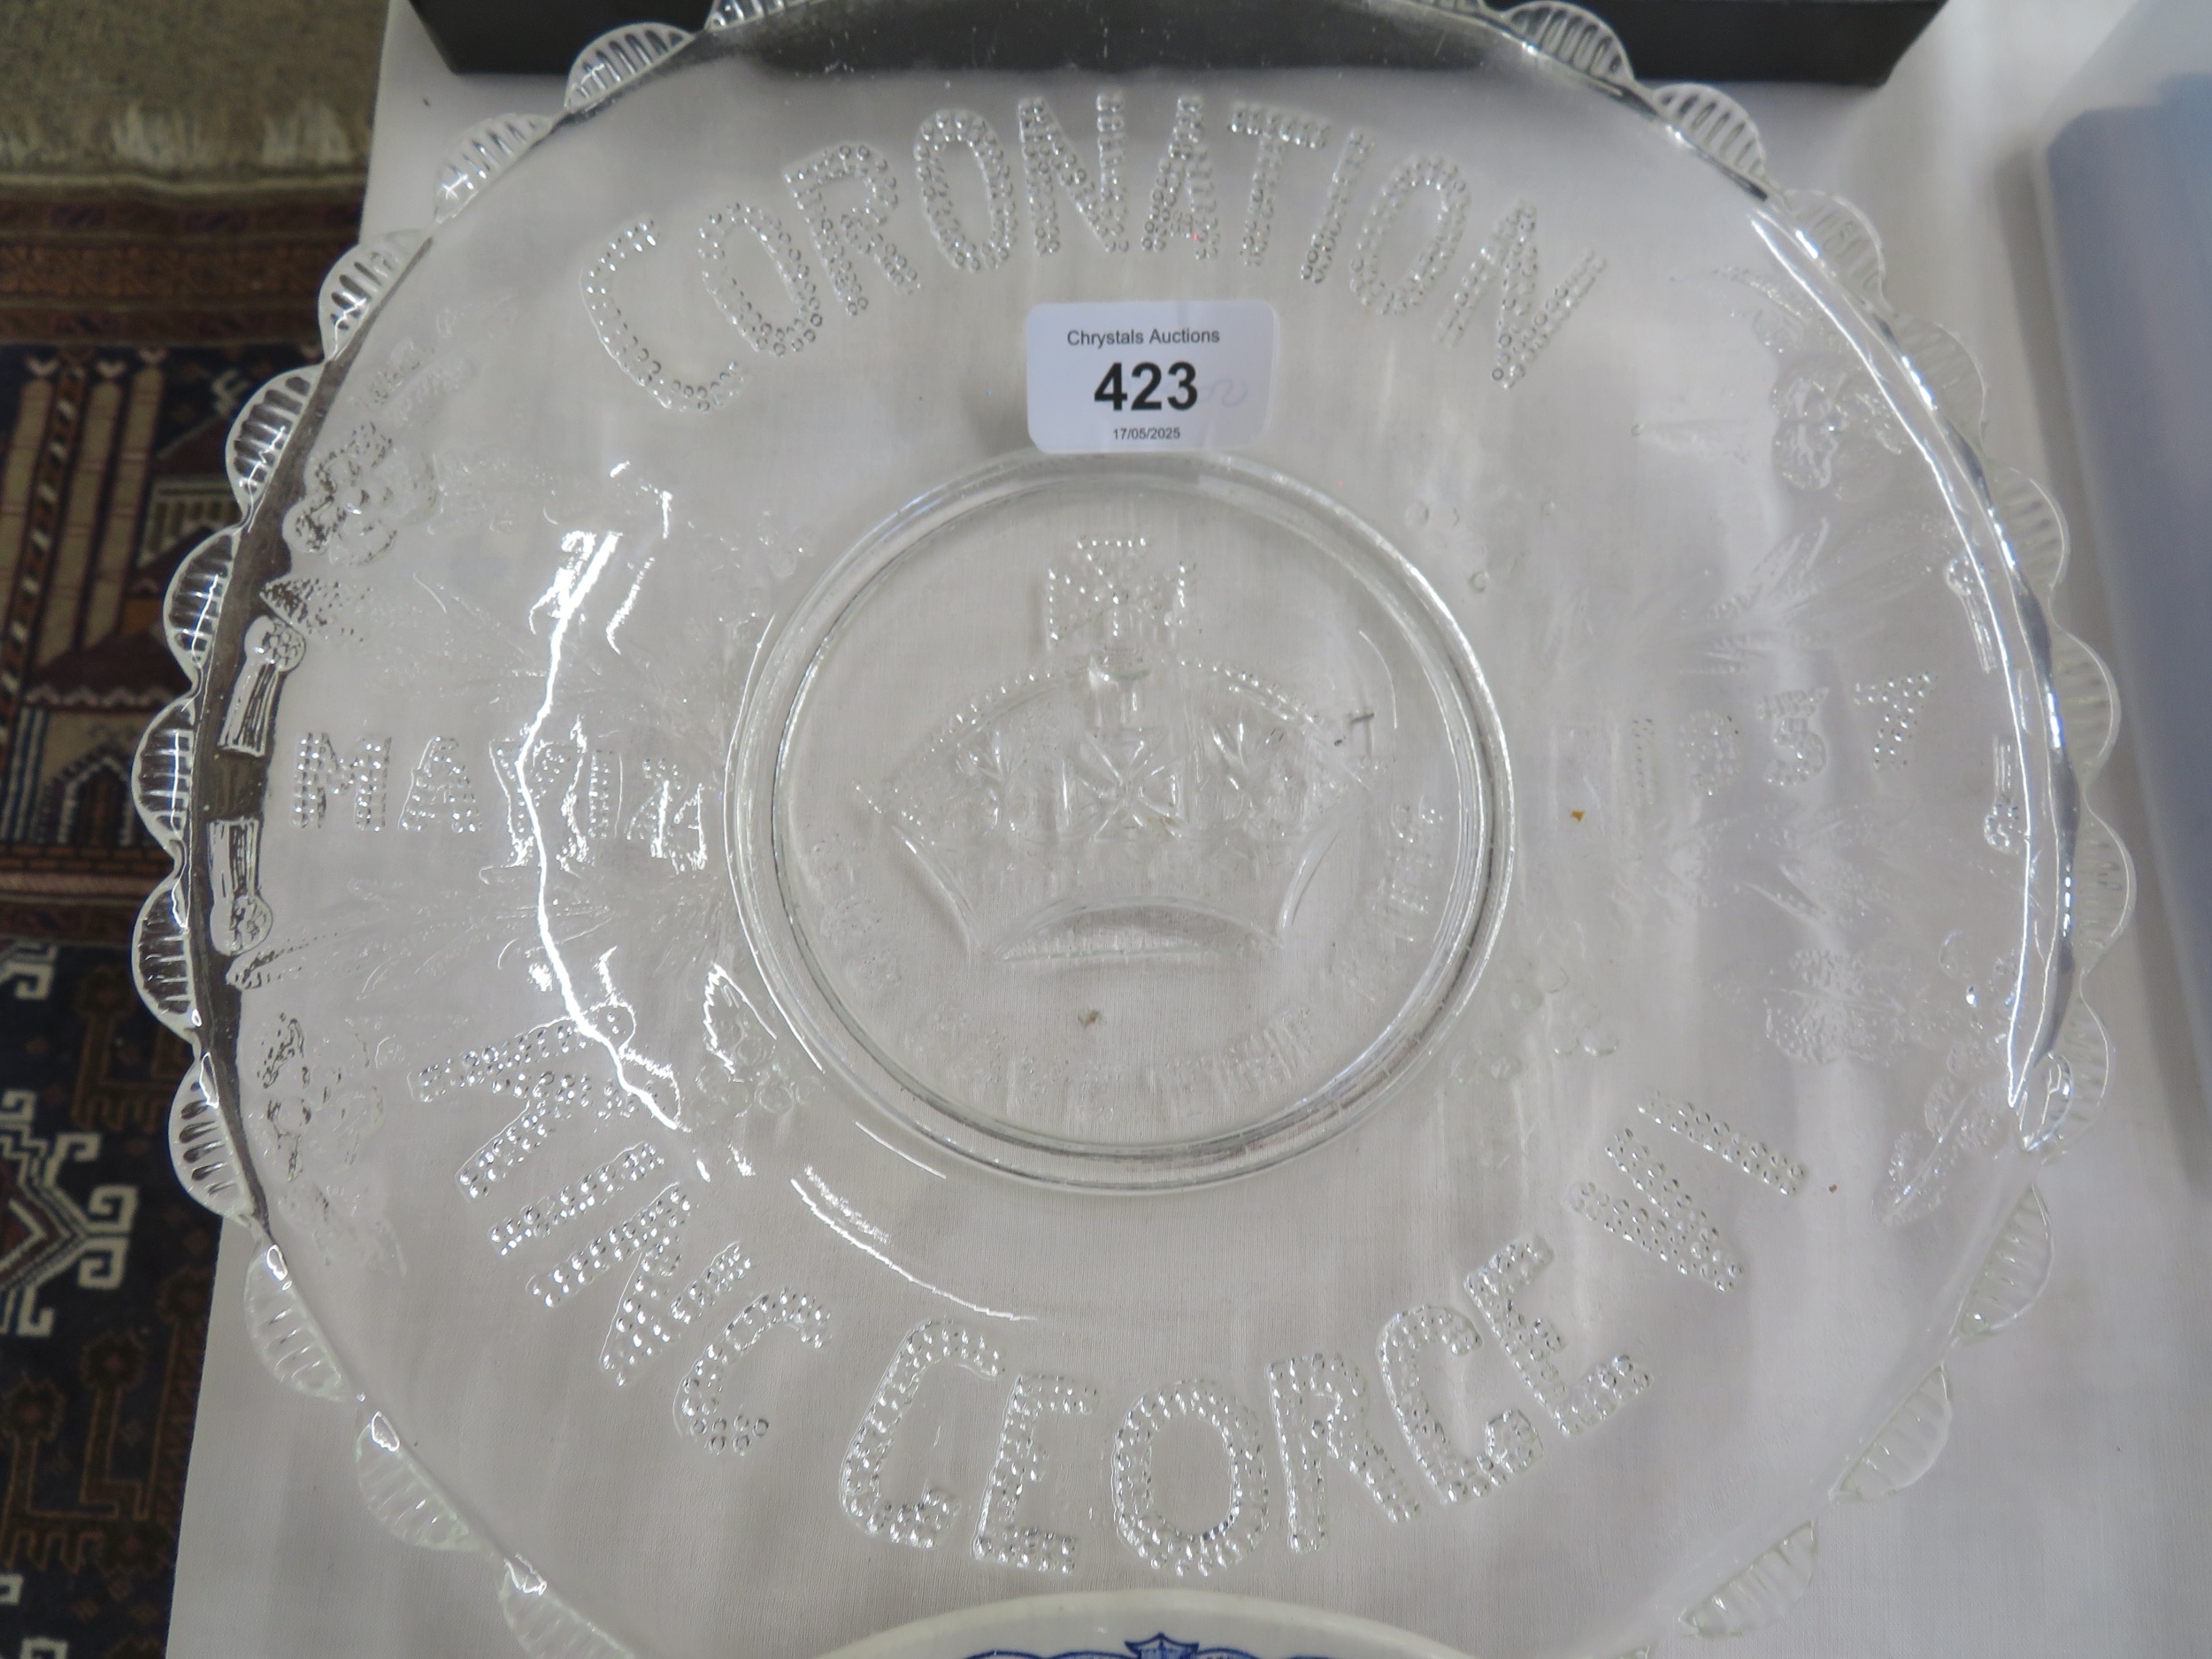 CORONATION
Chrystals Auctions
423
17/05/2025
MAY 12
1937
KING GEORGE VI